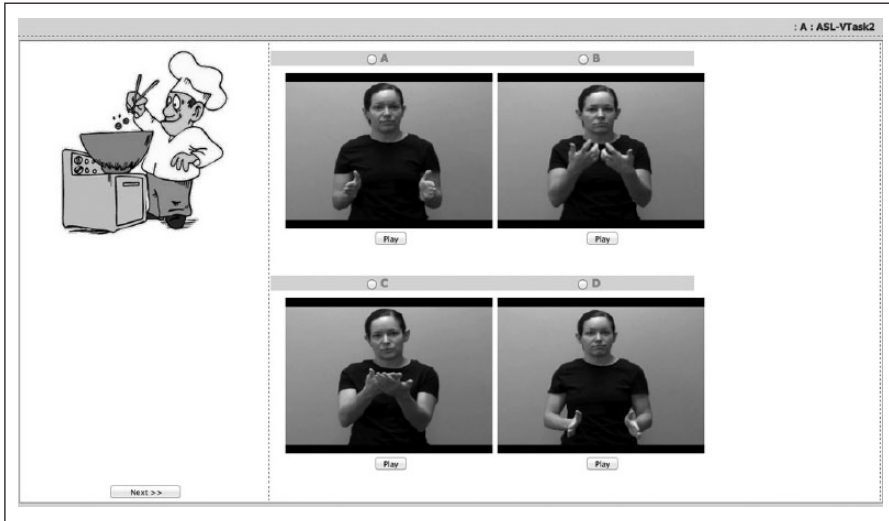 : A : ASL-VTask2
A
B
Play
Play
C
D
Play
Play
Next >>